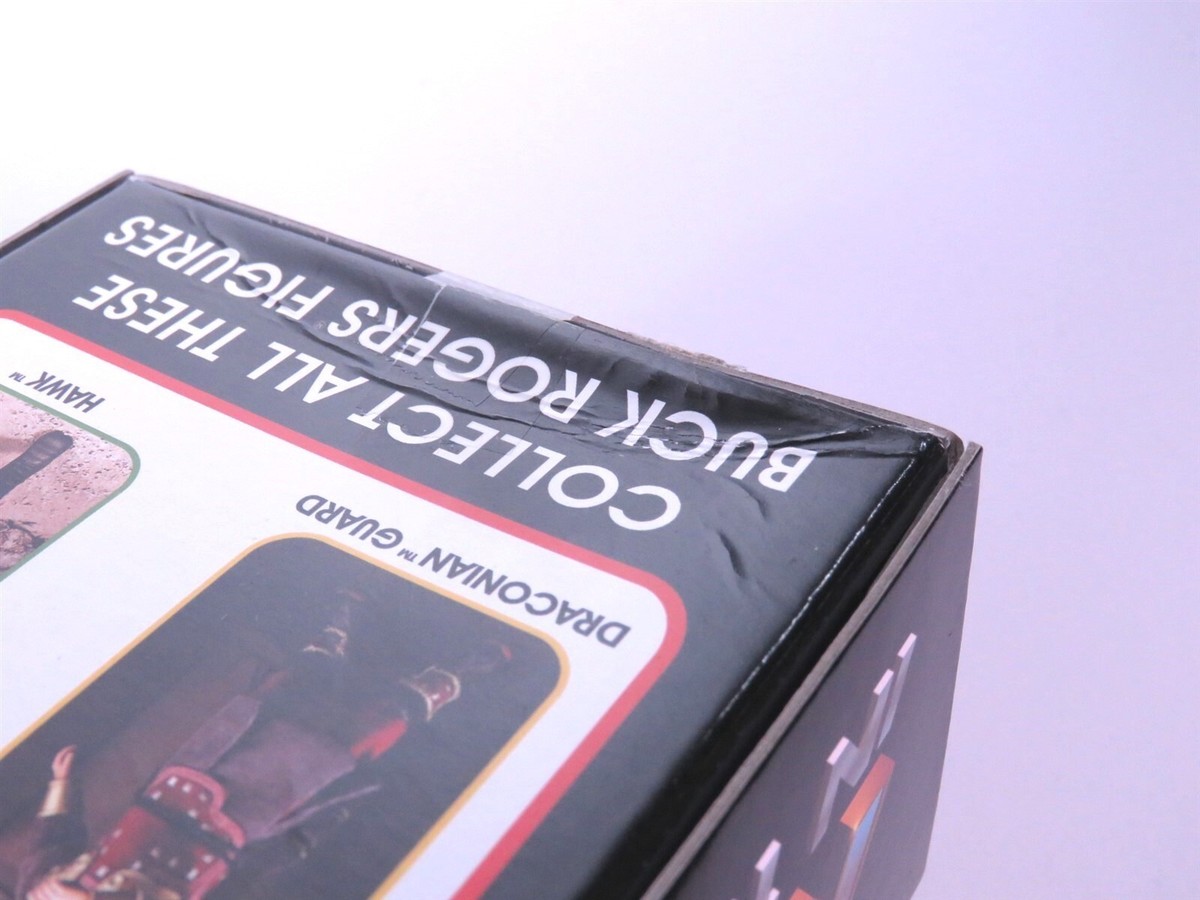 COLLECT ALL THESE
BUCK ROGERS FIGURES
DRACONIAN™ GUARD
HAWK™